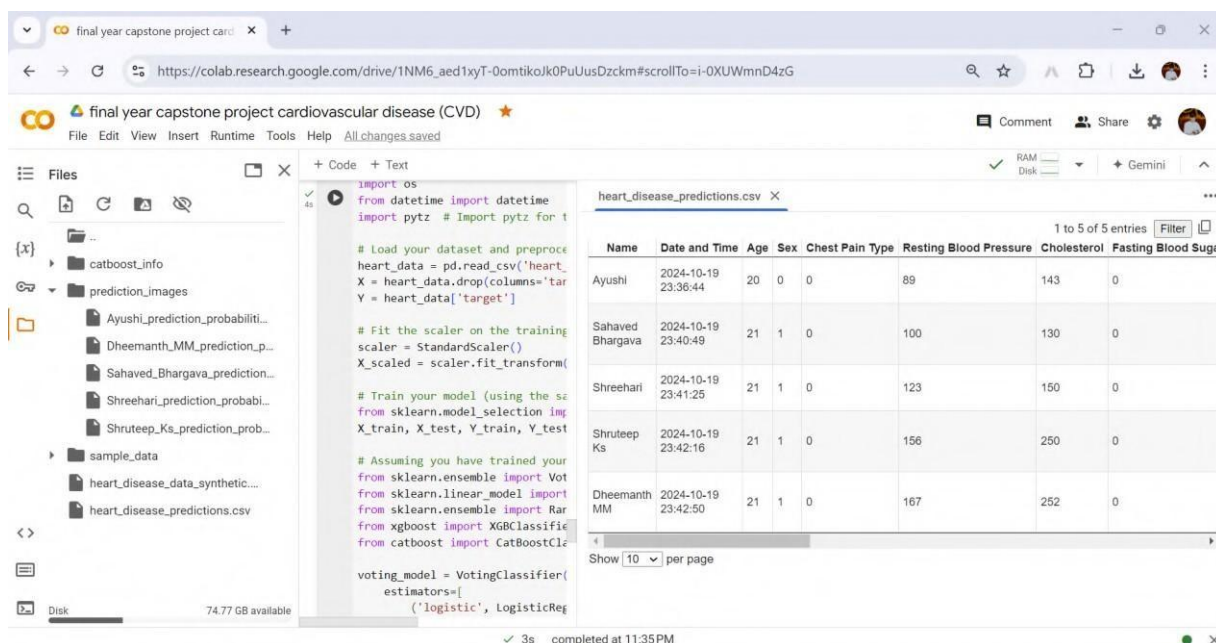 final year capstone project card
https://colab.research.google.com/drive/1NM6_aed1xyT-0omtikoJk0PuUusDzckm#scrollTo=i-0XUWmnD4zG
final year capstone project cardiovascular disease (CVD)
File Edit View Insert Runtime Tools Help All changes saved
Comment Share
Files
+ Code + Text
RAM
Disk
Gemini
..
catboost_info
prediction_images
Ayushi_prediction_probabiliti...
Dheemanth_MM_prediction_p...
Sahaved_Bhargava_prediction...
Shreehari_prediction_probabi...
Shruteep_Ks_prediction_prob...
sample_data
heart_disease_data_synthetic....
heart_disease_predictions.csv
Disk 74.77 GB available
{x}
<>
4s
import os
from datetime import datetime
import pytz # Import pytz for t
# Load your dataset and preproce
heart_data = pd.read_csv('heart_
X = heart_data.drop(columns='tar
Y = heart_data['target']
# Fit the scaler on the training
scaler = StandardScaler()
X_scaled = scaler.fit_transform(
# Train your model (using the sa
from sklearn.model_selection imp
X_train, X_test, Y_train, Y_test
# Assuming you have trained your
from sklearn.ensemble import Vot
from sklearn.linear_model import
from sklearn.ensemble import Ran
from xgboost import XGBClassifie
from catboost import CatBoostCla
voting_model = VotingClassifier(
estimators=[
('logistic', LogisticReg
heart_disease_predictions.csv
1 to 5 of 5 entries Filter
Name Date and Time Age Sex Chest Pain Type Resting Blood Pressure Cholesterol Fasting Blood Suga
Ayushi 2024-10-19 23:36:44 20 0 0 89 143 0
Sahaved Bhargava 2024-10-19 23:40:49 21 1 0 100 130 0
Shreehari 2024-10-19 23:41:25 21 1 0 123 150 0
Shruteep Ks 2024-10-19 23:42:16 21 1 0 156 250 0
Dheemanth MM 2024-10-19 23:42:50 21 1 0 167 252 0
Show 10 per page
3s completed at 11:35 PM